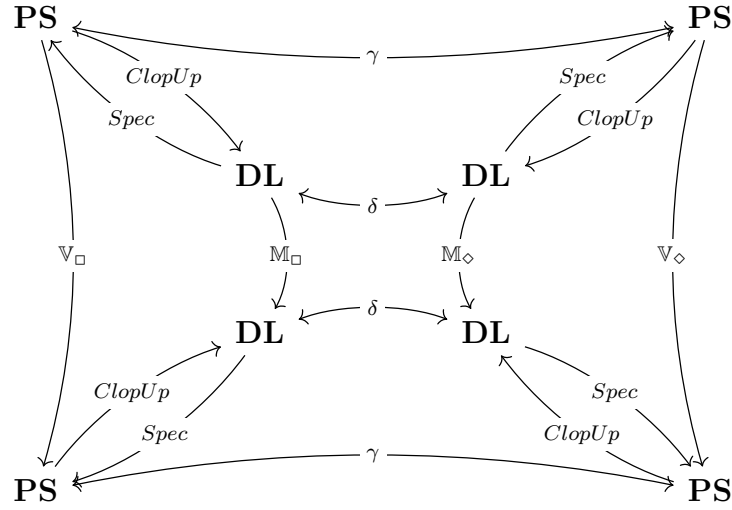 PS γ PS
ClopUp Spec
Spec ClopUp
DL DL
δ
𝕍□ 𝕄□ 𝕄◇ 𝕍◇
δ
DL DL
ClopUp Spec
Spec ClopUp
γ
PS PS